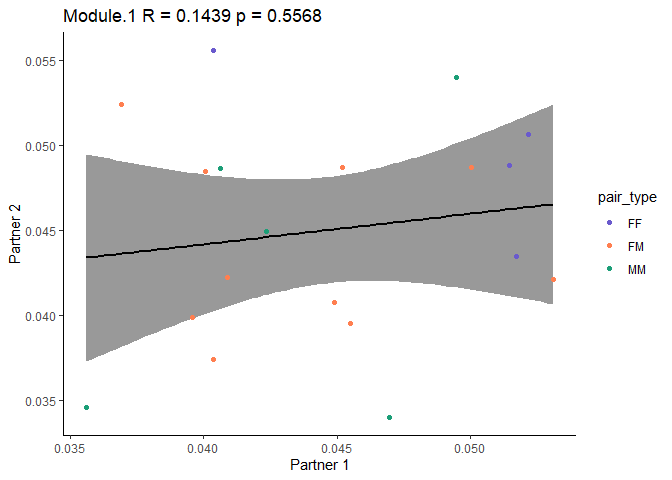 Module.1 R = 0.1439 p = 0.5568
0.055
0.050
0.045
0.040
0.035
Partner 2
0.035 0.040 0.045 0.050
Partner 1
pair_type
FF
FM
MM